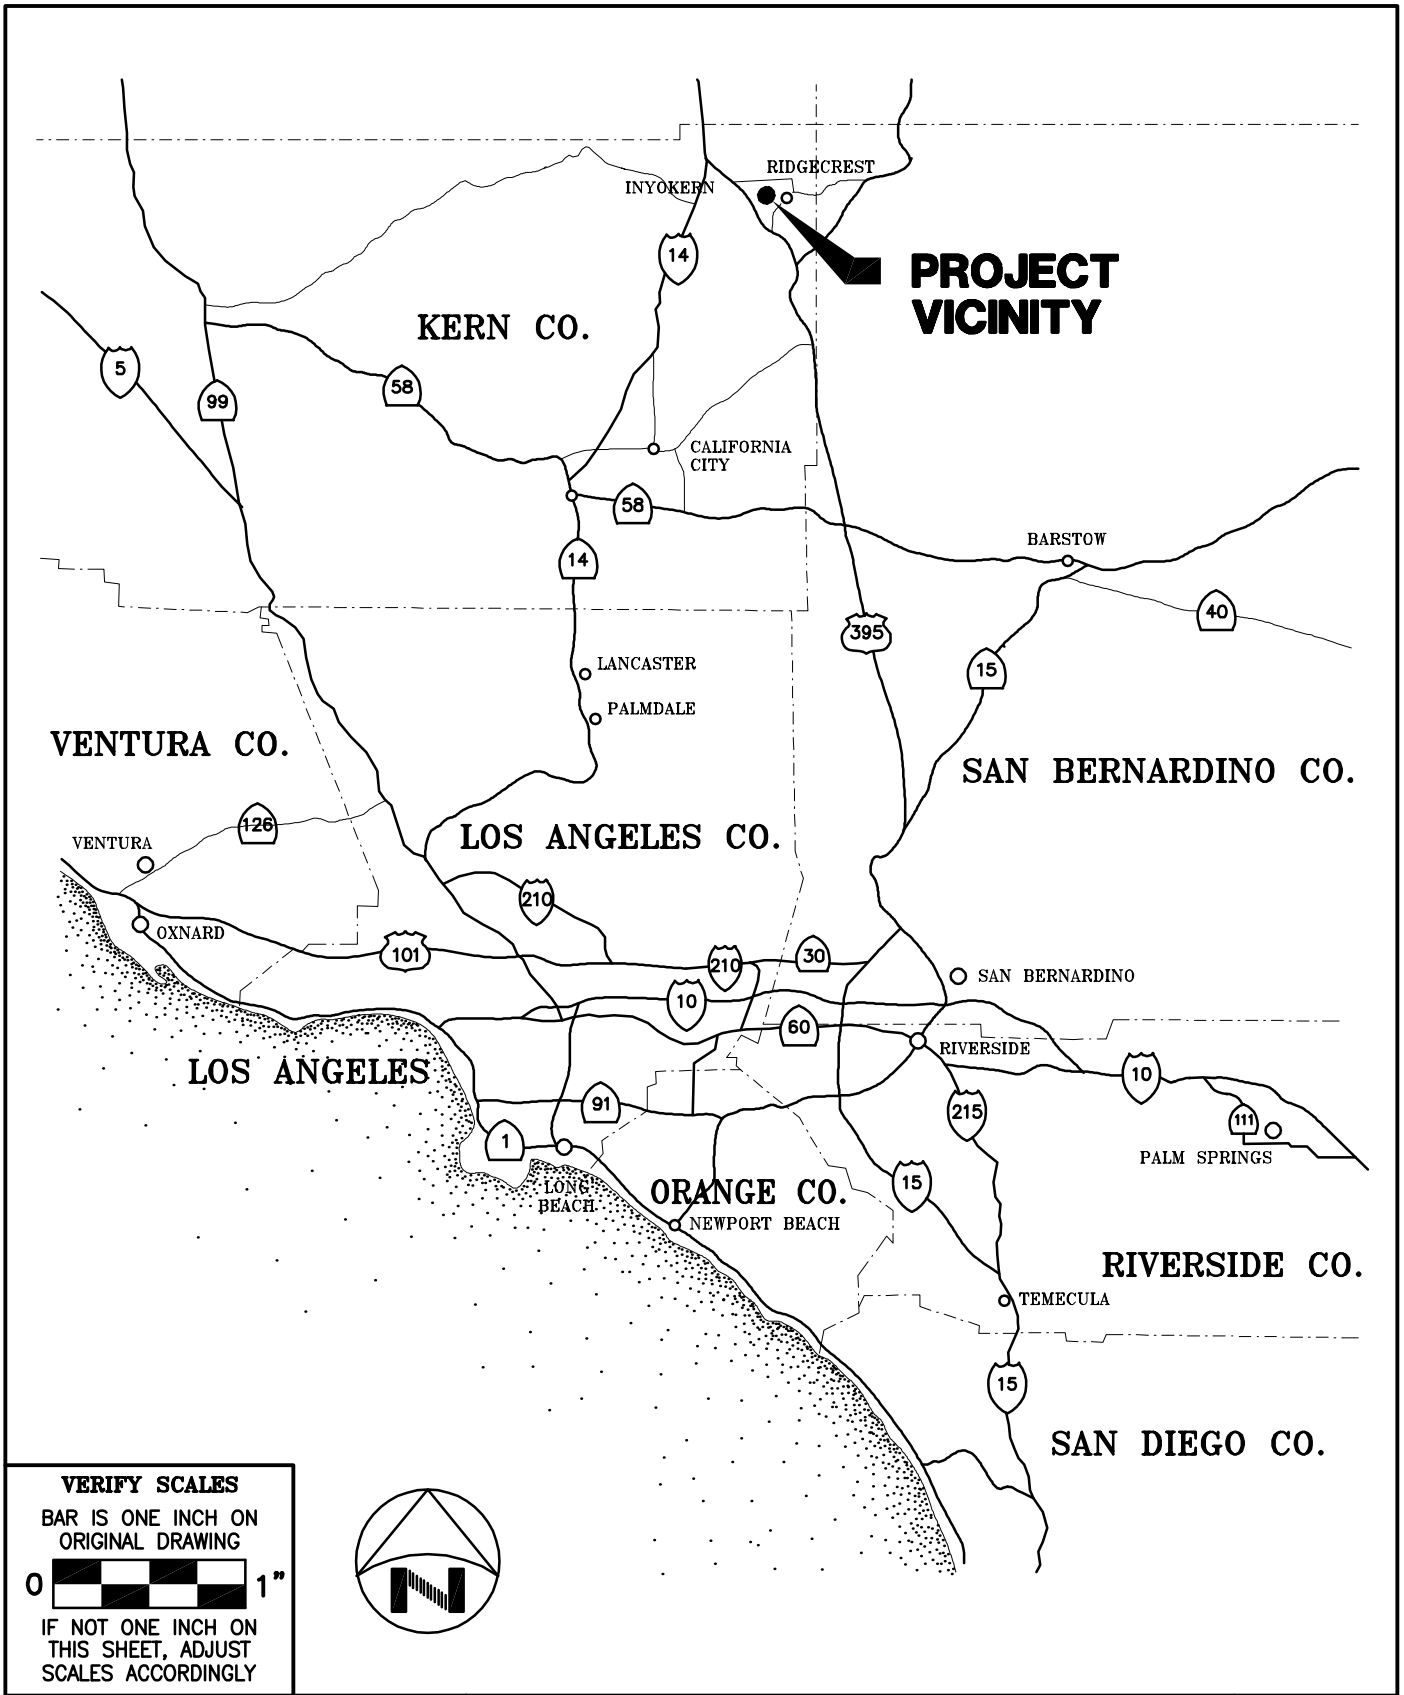 RIDGECREST
INYOKERN
14
PROJECT
VICINITY
KERN CO.
5
99
58
CALIFORNIA
CITY
58
14
BARSTOW
40
395
15
LANCASTER
PALMDALE
VENTURA CO.
SAN BERNARDINO CO.
126
VENTURA
LOS ANGELES CO.
210
OXNARD
101
210
30
SAN BERNARDINO
10
60
RIVERSIDE
LOS ANGELES
10
91
215
111
1
PALM SPRINGS
15
LONG
BEACH
ORANGE CO.
NEWPORT BEACH
RIVERSIDE CO.
TEMECULA
15
SAN DIEGO CO.
VERIFY SCALES
BAR IS ONE INCH ON
ORIGINAL DRAWING
0 1"
IF NOT ONE INCH ON
THIS SHEET, ADJUST
SCALES ACCORDINGLY
N